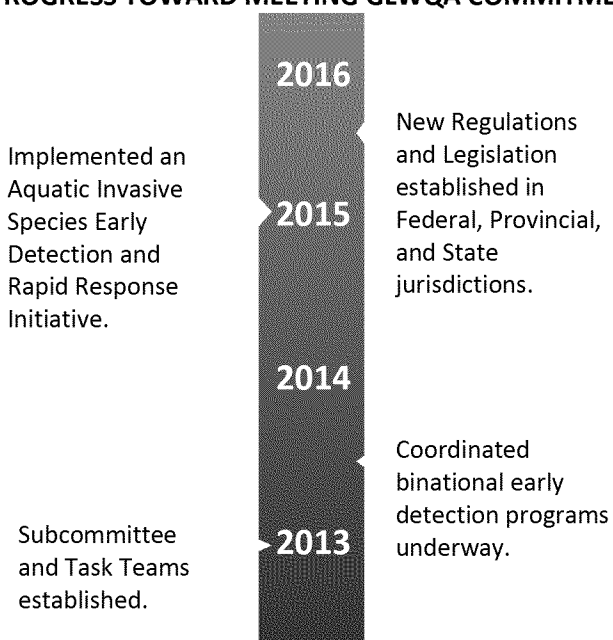 PROGRESS TOWARD MEETING GLWQA COMMITME
2016
New Regulations
and Legislation
established in
Federal, Provincial,
and State
jurisdictions.
Implemented an
Aquatic Invasive
Species Early
Detection and
Rapid Response
Initiative.
2015
2014
Coordinated
binational early
detection programs
underway.
Subcommittee
and Task Teams
established.
2013